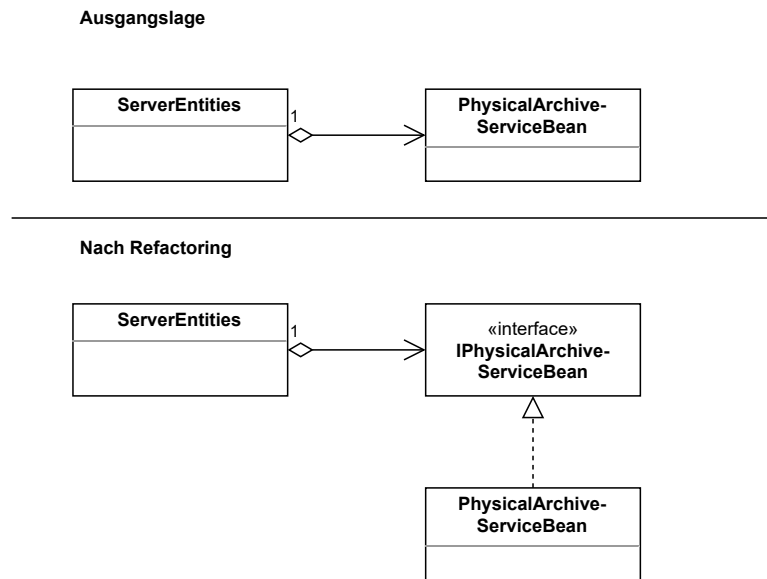 Ausgangslage
ServerEntities
1
PhysicalArchive-
ServiceBean
Nach Refactoring
ServerEntities
1
«interface»
IPhysicalArchive-
ServiceBean
PhysicalArchive-
ServiceBean